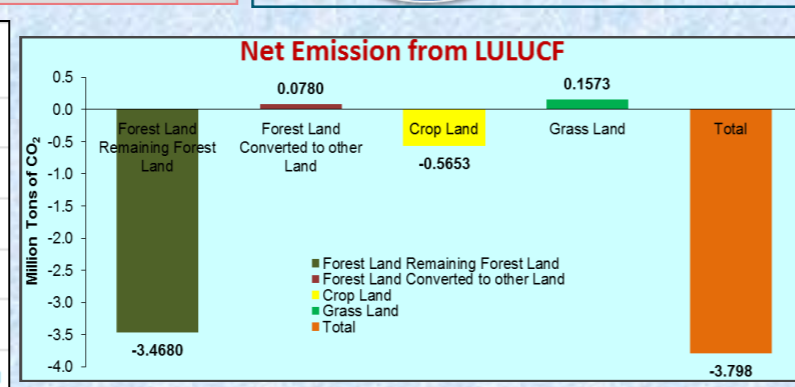 Net Emission from LULUCF
Million Tons of CO₂
0.5
0.0
-0.5
-1.0
-1.5
-2.0
-2.5
-3.0
-3.5
-4.0
0.0780
0.1573
Forest Land
Remaining Forest
Land
Forest Land
Converted to other
Land
Crop Land
Grass Land
Total
-0.5653
-3.4680
-3.798
Forest Land Remaining Forest Land
Forest Land Converted to other Land
Crop Land
Grass Land
Total